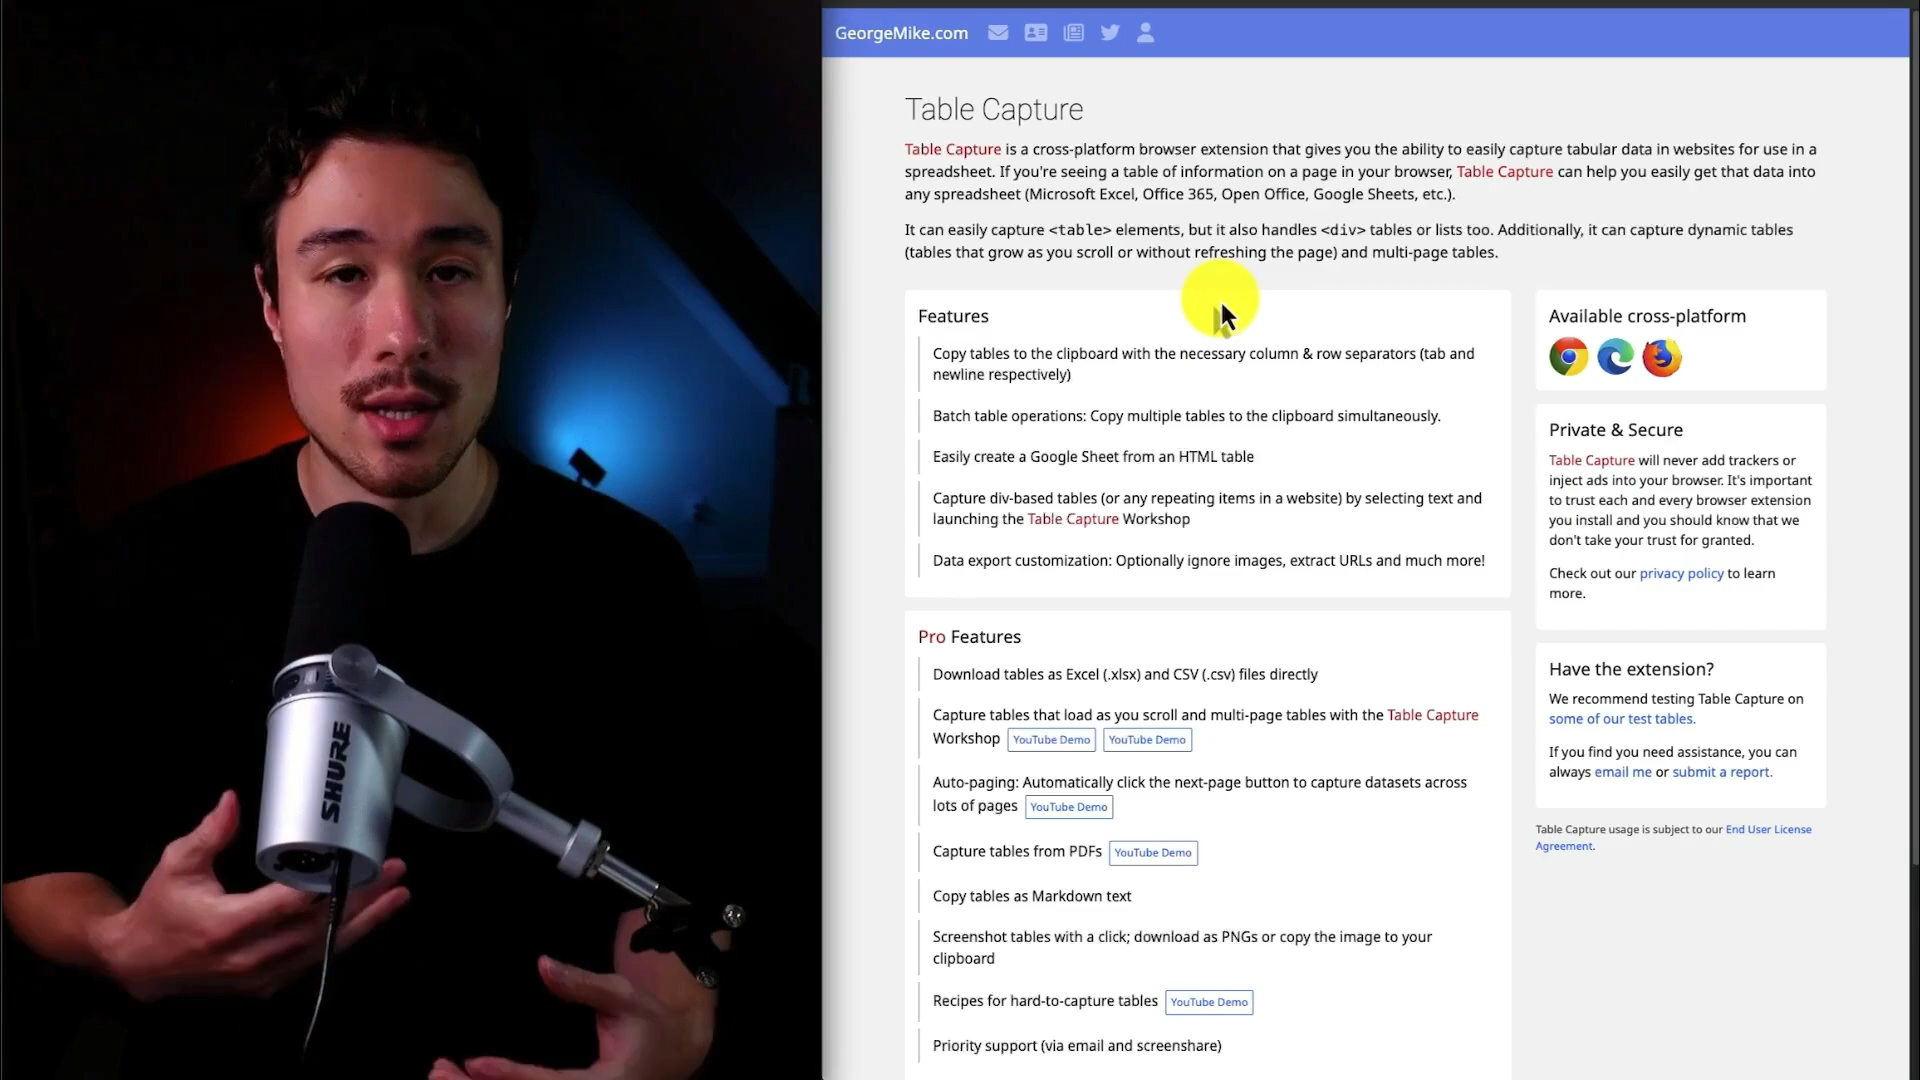 GeorgeMike.com
Table Capture
Table Capture is a cross-platform browser extension that gives you the ability to easily capture tabular data in websites for use in a
spreadsheet. If you're seeing a table of information on a page in your browser, Table Capture can help you easily get that data into
any spreadsheet (Microsoft Excel, Office 365, Open Office, Google Sheets, etc.).
It can easily capture <table> elements, but it also handles <div> tables or lists too. Additionally, it can capture dynamic tables
(tables that grow as you scroll or without refreshing the page) and multi-page tables.
Features
Copy tables to the clipboard with the necessary column & row separators (tab and
newline respectively)
Batch table operations: Copy multiple tables to the clipboard simultaneously.
Easily create a Google Sheet from an HTML table
Capture div-based tables (or any repeating items in a website) by selecting text and
launching the Table Capture Workshop
Data export customization: Optionally ignore images, extract URLs and much more!
Pro Features
Download tables as Excel (.xlsx) and CSV (.csv) files directly
Capture tables that load as you scroll and multi-page tables with the Table Capture
Workshop YouTube Demo YouTube Demo
Auto-paging: Automatically click the next-page button to capture datasets across
lots of pages YouTube Demo
Capture tables from PDFs YouTube Demo
Copy tables as Markdown text
Screenshot tables with a click; download as PNGs or copy the image to your
clipboard
Recipes for hard-to-capture tables YouTube Demo
Priority support (via email and screenshare)
Available cross-platform
Private & Secure
Table Capture will never add trackers or
inject ads into your browser. It's important
to trust each and every browser extension
you install and you should know that we
don't take your trust for granted.
Check out our privacy policy to learn
more.
Have the extension?
We recommend testing Table Capture on
some of our test tables.
If you find you need assistance, you can
always email me or submit a report.
Table Capture usage is subject to our End User License
Agreement.
SHURE